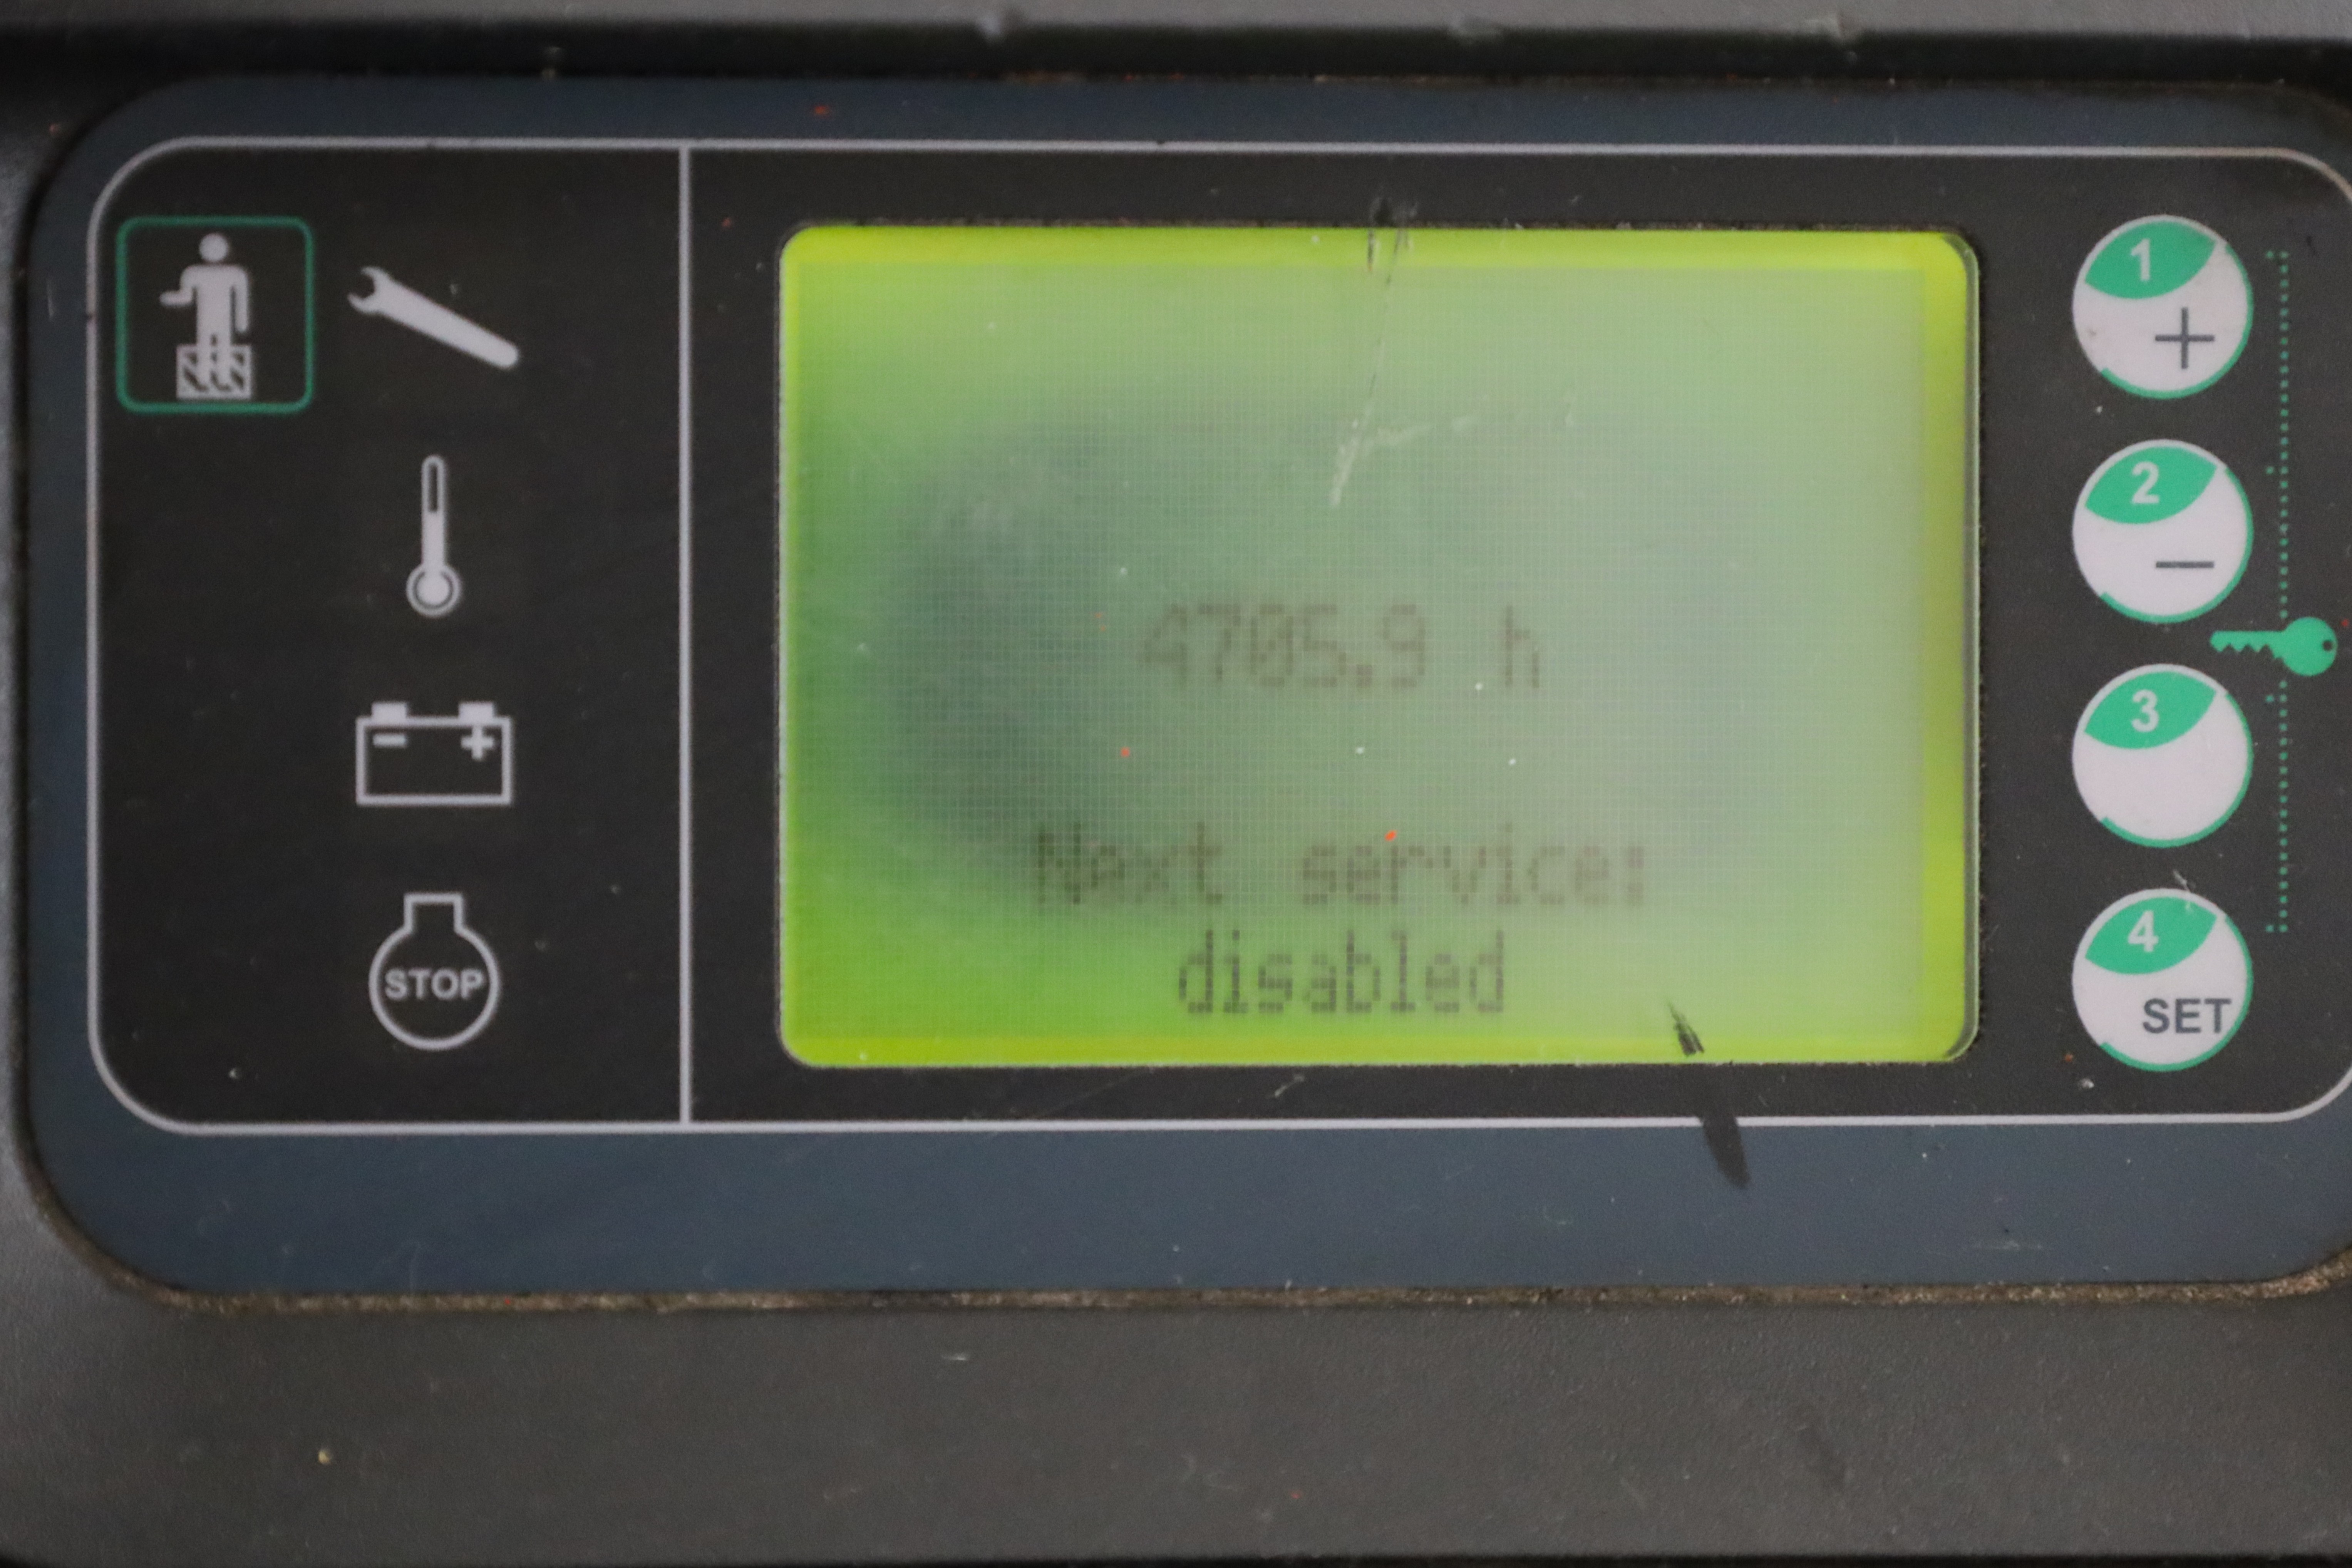 4705.9 h
Next service:
disabled
STOP
- +
1
+
2
−
3
4
SET